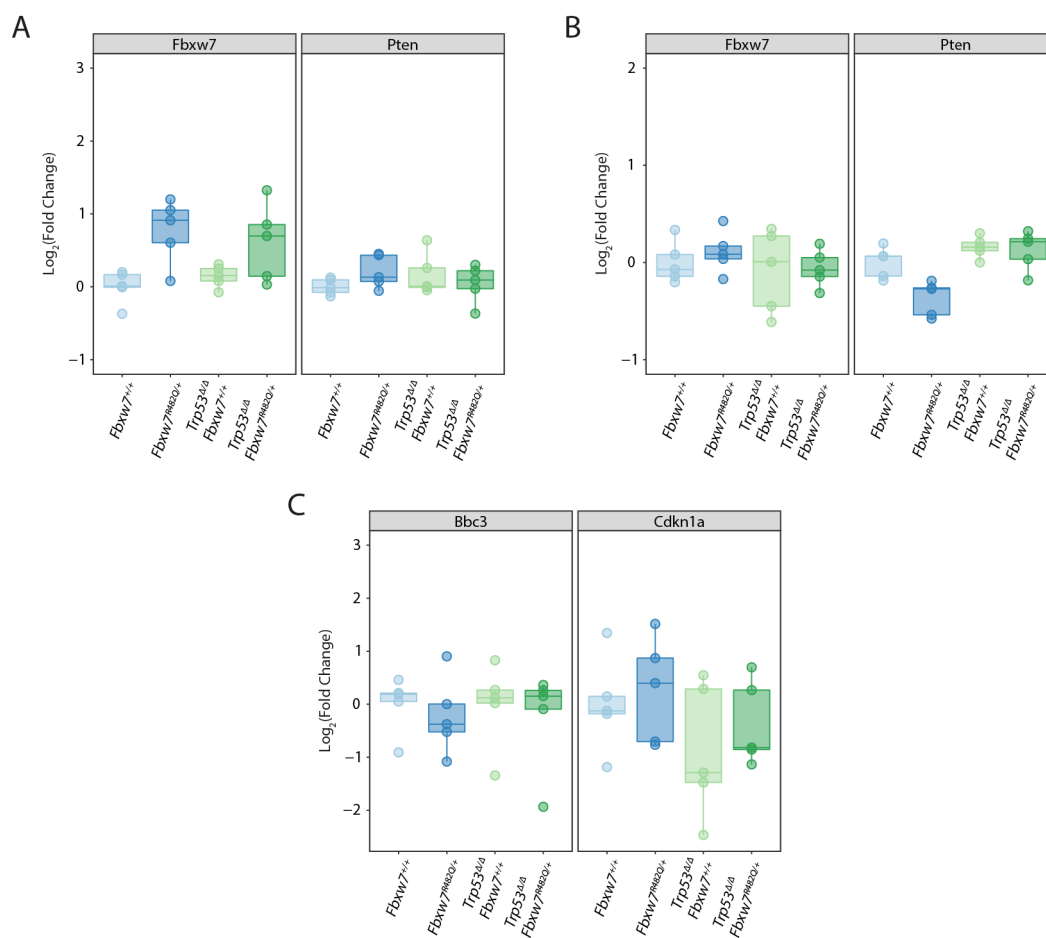 A
Fbxw7 Pten
Log2(Fold Change)
3
2
1
0
−1
Fbxw7+/+
Fbxw7R482Q/+
Trp53Δ/Δ
Fbxw7+/+
Trp53Δ/Δ
Fbxw7R482Q/+
Fbxw7+/+
Fbxw7R482Q/+
Trp53Δ/Δ
Fbxw7+/+
Trp53Δ/Δ
Fbxw7R482Q/+
B
Fbxw7 Pten
Log2(Fold Change)
2
1
0
−1
Fbxw7+/+
Fbxw7R482Q/+
Trp53Δ/Δ
Fbxw7+/+
Trp53Δ/Δ
Fbxw7R482Q/+
Fbxw7+/+
Fbxw7R482Q/+
Trp53Δ/Δ
Fbxw7+/+
Trp53Δ/Δ
Fbxw7R482Q/+
C
Bbc3 Cdkn1a
Log2(Fold Change)
3
2
1
0
−1
−2
Fbxw7+/+
Fbxw7R482Q/+
Trp53Δ/Δ
Fbxw7+/+
Trp53Δ/Δ
Fbxw7R482Q/+
Fbxw7+/+
Fbxw7R482Q/+
Trp53Δ/Δ
Fbxw7+/+
Trp53Δ/Δ
Fbxw7R482Q/+